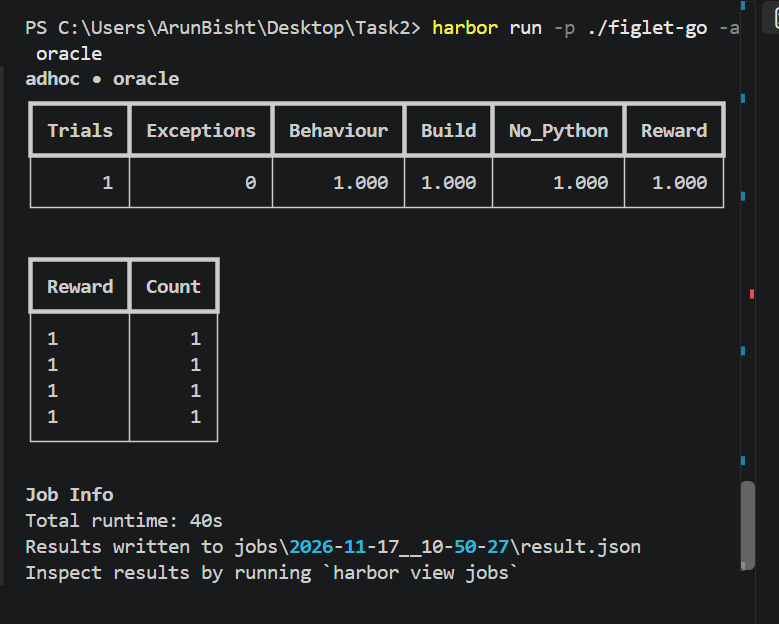 PS C:\Users\ArunBisht\Desktop\Task2> harbor run -p ./figlet-go -a
oracle
adhoc • oracle
Trials Exceptions Behaviour Build No_Python Reward
1 0 1.000 1.000 1.000 1.000
Reward Count
1 1
1 1
1 1
1 1
Job Info
Total runtime: 40s
Results written to jobs\2026-11-17__10-50-27\result.json
Inspect results by running `harbor view jobs`